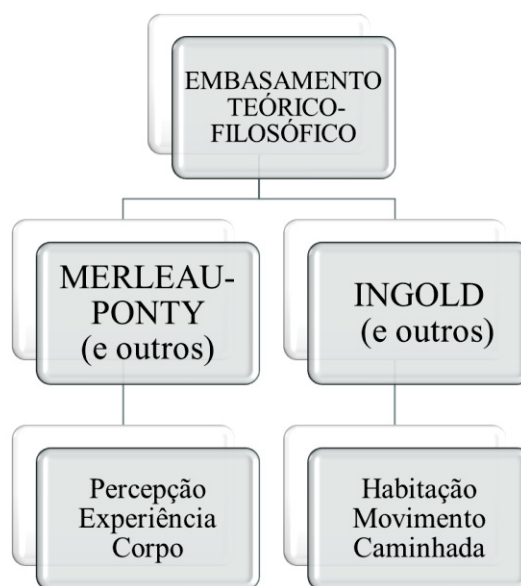 EMBASAMENTO
TEÓRICO-
FILOSÓFICO
MERLEAU-
PONTY
(e outros)
INGOLD
(e outros)
Percepção
Experiência
Corpo
Habitação
Movimento
Caminhada